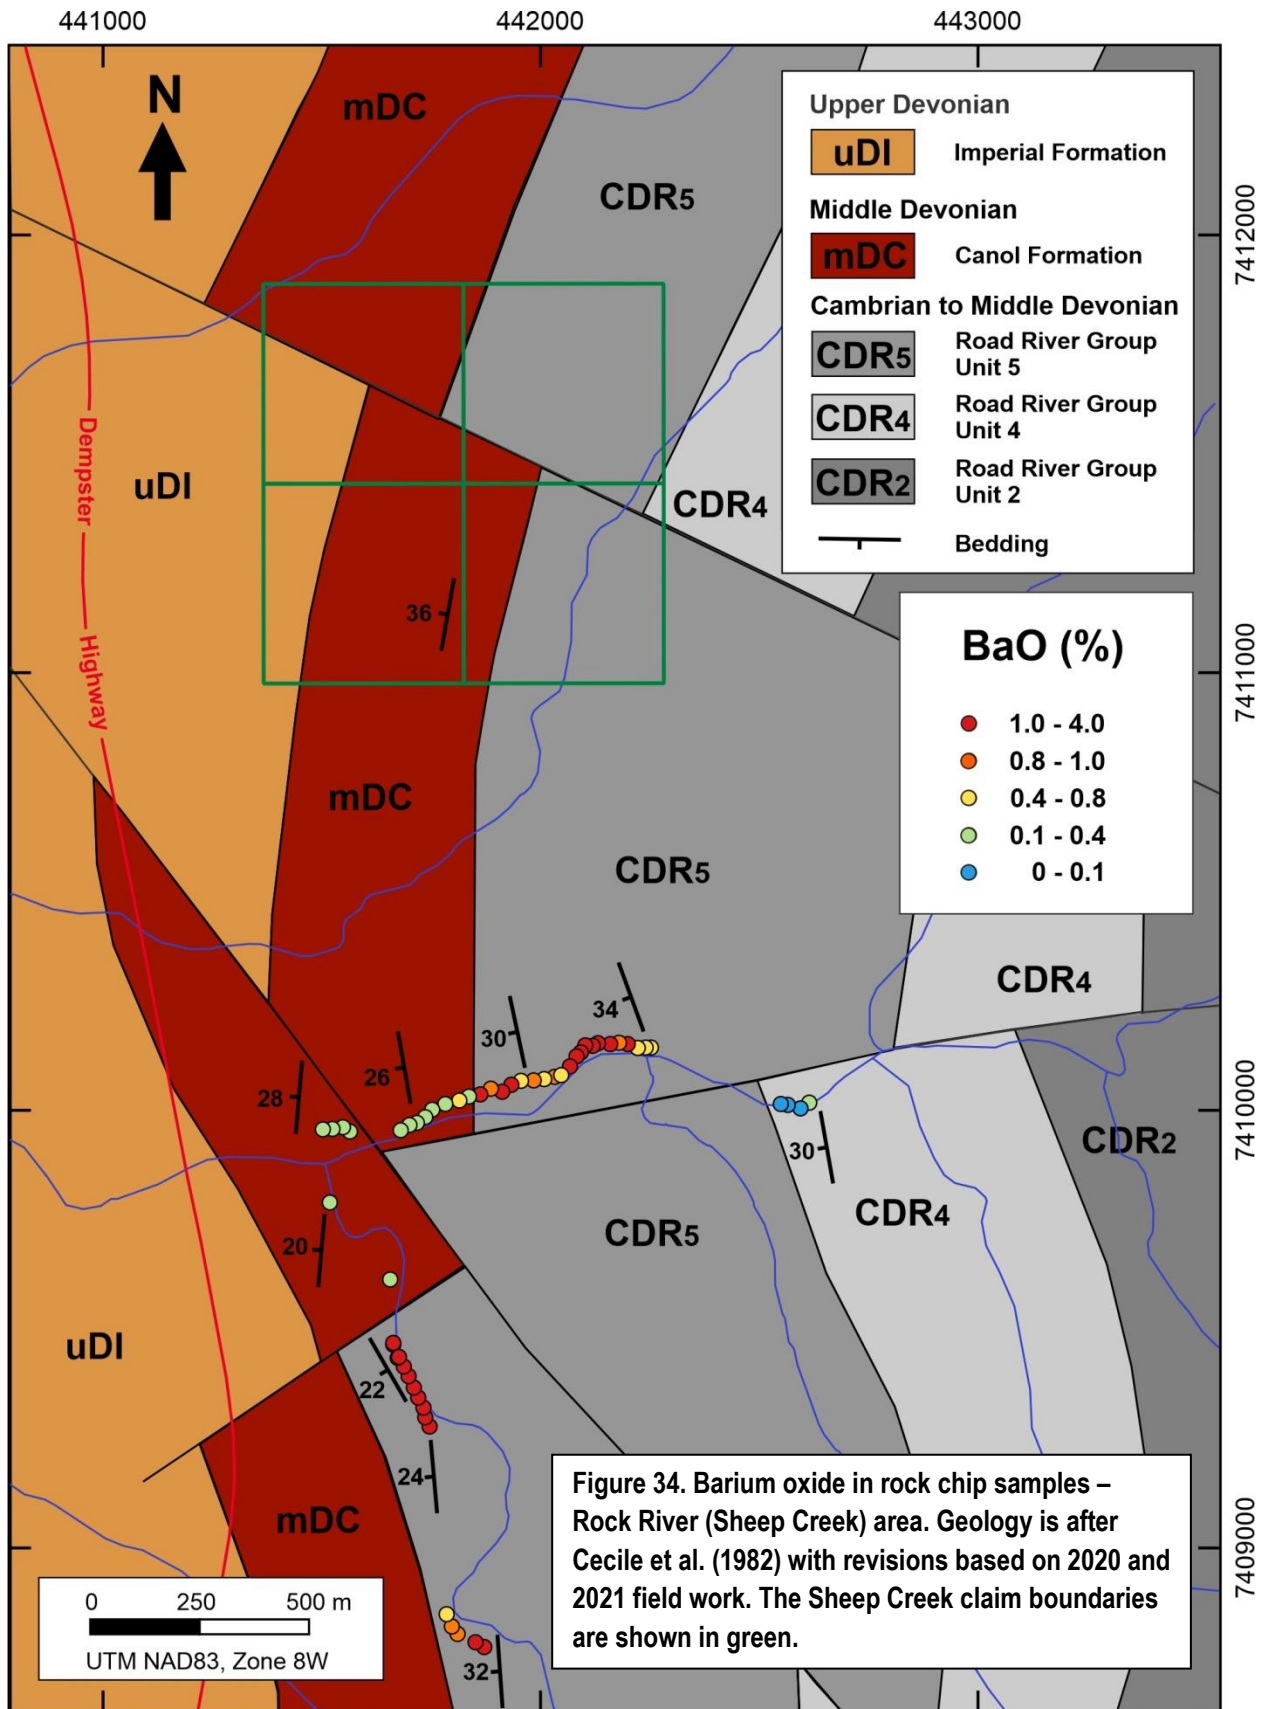 441000
442000
443000
N
mDC
CDR5
Upper Devonian
uDI
Imperial Formation
Middle Devonian
mDC
Canol Formation
Cambrian to Middle Devonian
CDR5
Road River Group
Unit 5
CDR4
Road River Group
Unit 4
CDR2
Road River Group
Unit 2
Bedding
7412000
Dempster
Highway
uDI
CDR4
36
BaO (%)
1.0 - 4.0
0.8 - 1.0
0.4 - 0.8
0.1 - 0.4
0 - 0.1
7411000
mDC
CDR5
CDR4
34
30
26
28
30
7410000
CDR2
CDR4
CDR5
20
uDI
22
24
mDC
32
7409000
Figure 34. Barium oxide in rock chip samples –
Rock River (Sheep Creek) area. Geology is after
Cecile et al. (1982) with revisions based on 2020 and
2021 field work. The Sheep Creek claim boundaries
are shown in green.
0 250 500 m
UTM NAD83, Zone 8W